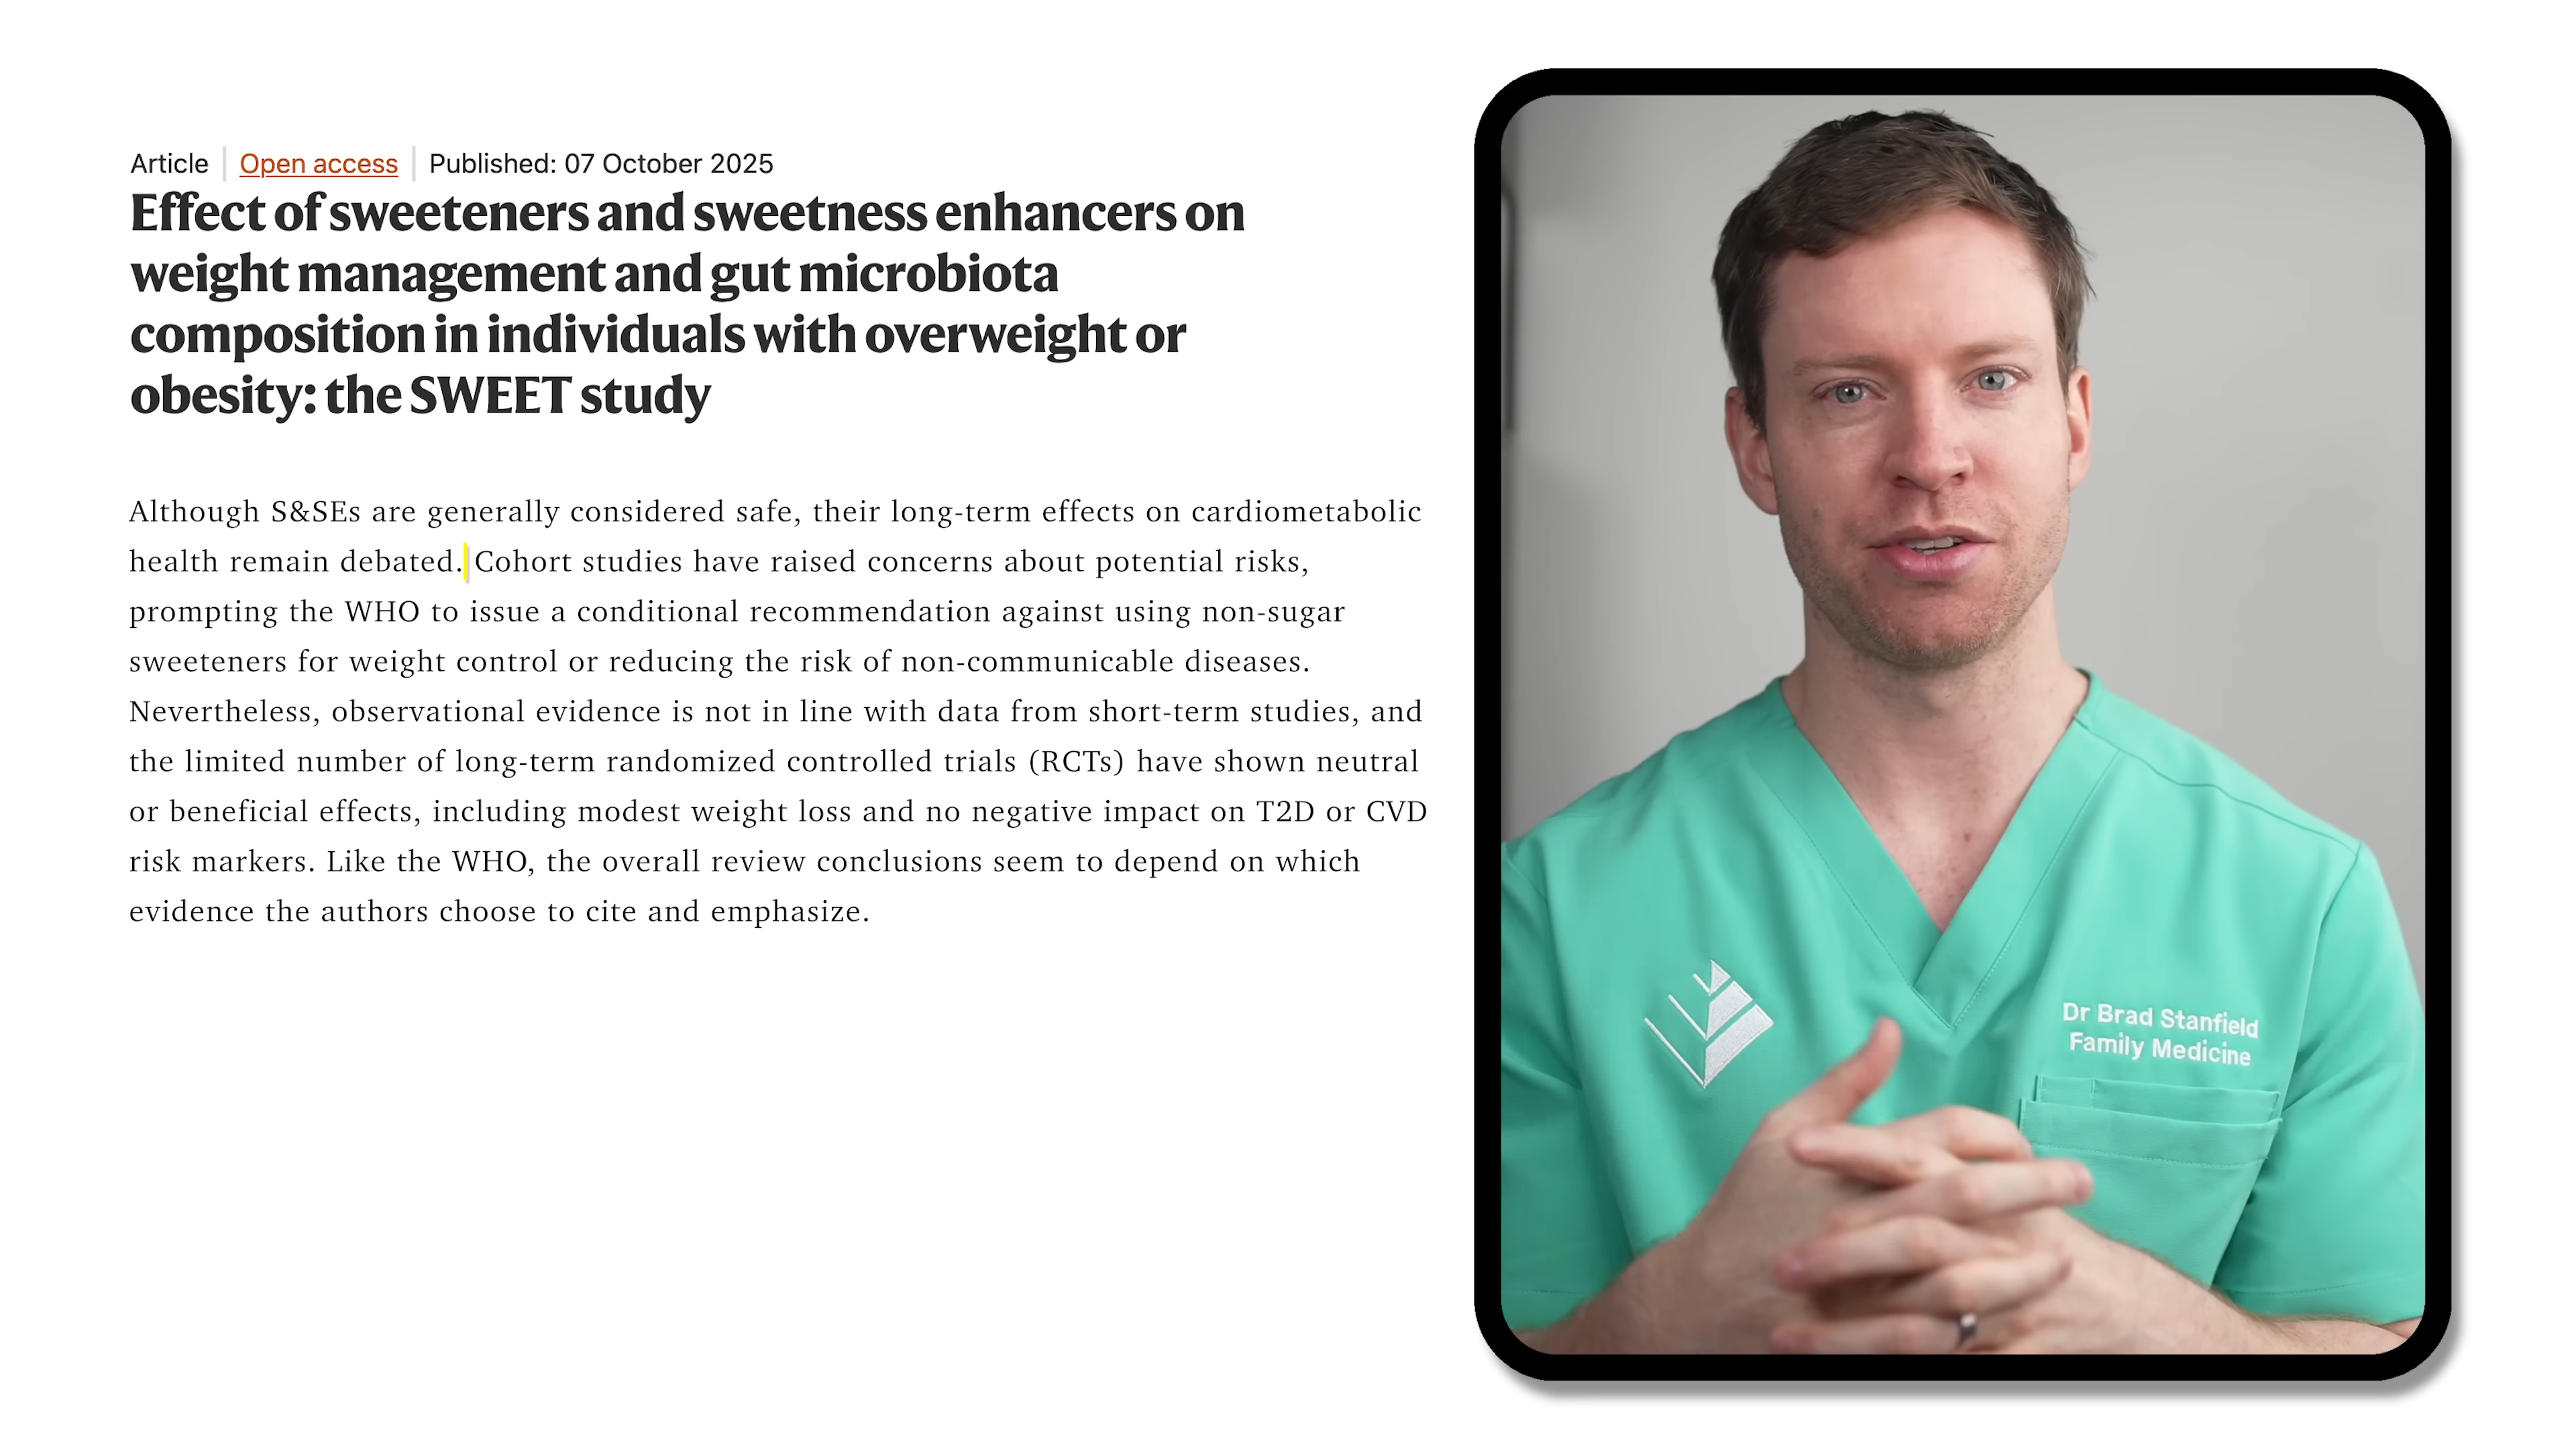 Article | Open access | Published: 07 October 2025
Effect of sweeteners and sweetness enhancers on
weight management and gut microbiota
composition in individuals with overweight or
obesity: the SWEET study
Although S&SEs are generally considered safe, their long-term effects on cardiometabolic
health remain debated. Cohort studies have raised concerns about potential risks,
prompting the WHO to issue a conditional recommendation against using non-sugar
sweeteners for weight control or reducing the risk of non-communicable diseases.
Nevertheless, observational evidence is not in line with data from short-term studies, and
the limited number of long-term randomized controlled trials (RCTs) have shown neutral
or beneficial effects, including modest weight loss and no negative impact on T2D or CVD
risk markers. Like the WHO, the overall review conclusions seem to depend on which
evidence the authors choose to cite and emphasize.
Dr Brad Stanfield
Family Medicine